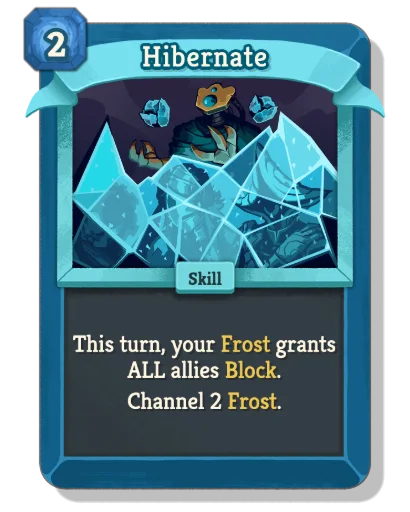 2
Hibernate
Skill
This turn, your Frost grants
ALL allies Block.
Channel 2 Frost.